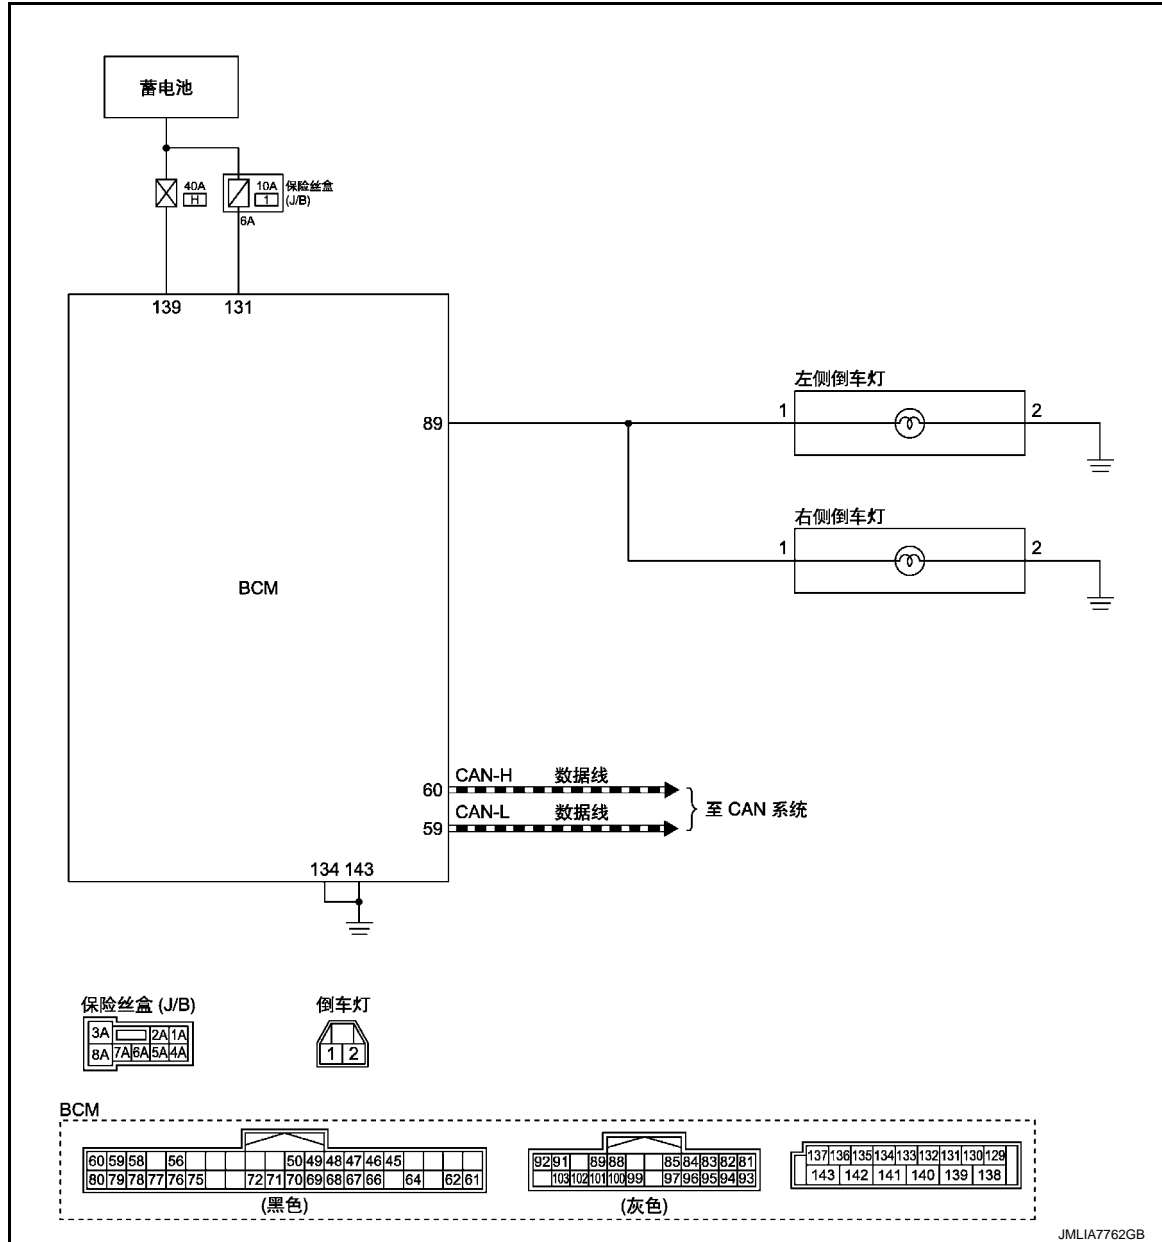 蓄电池
40A
H
10A
1
保险丝盒
(J/B)
6A
139
131
89
左侧倒车灯
1
2
右侧倒车灯
1
2
BCM
60
CAN-H 数据线
59
CAN-L 数据线
至 CAN 系统
134 143
保险丝盒 (J/B)
3A 2A 1A
8A 7A 6A 5A 4A
倒车灯
1 2
BCM
60 59 58 56 50 49 48 47 46 45
80 79 78 77 76 75 72 71 70 69 68 67 66 64 62 61
(黑色)
92 91 89 88 85 84 83 82 81
103 102 101 100 99 97 96 95 94 93
(灰色)
137 136 135 134 133 132 131 130 129
143 142 141 140 139 138
JMLIA7762GB